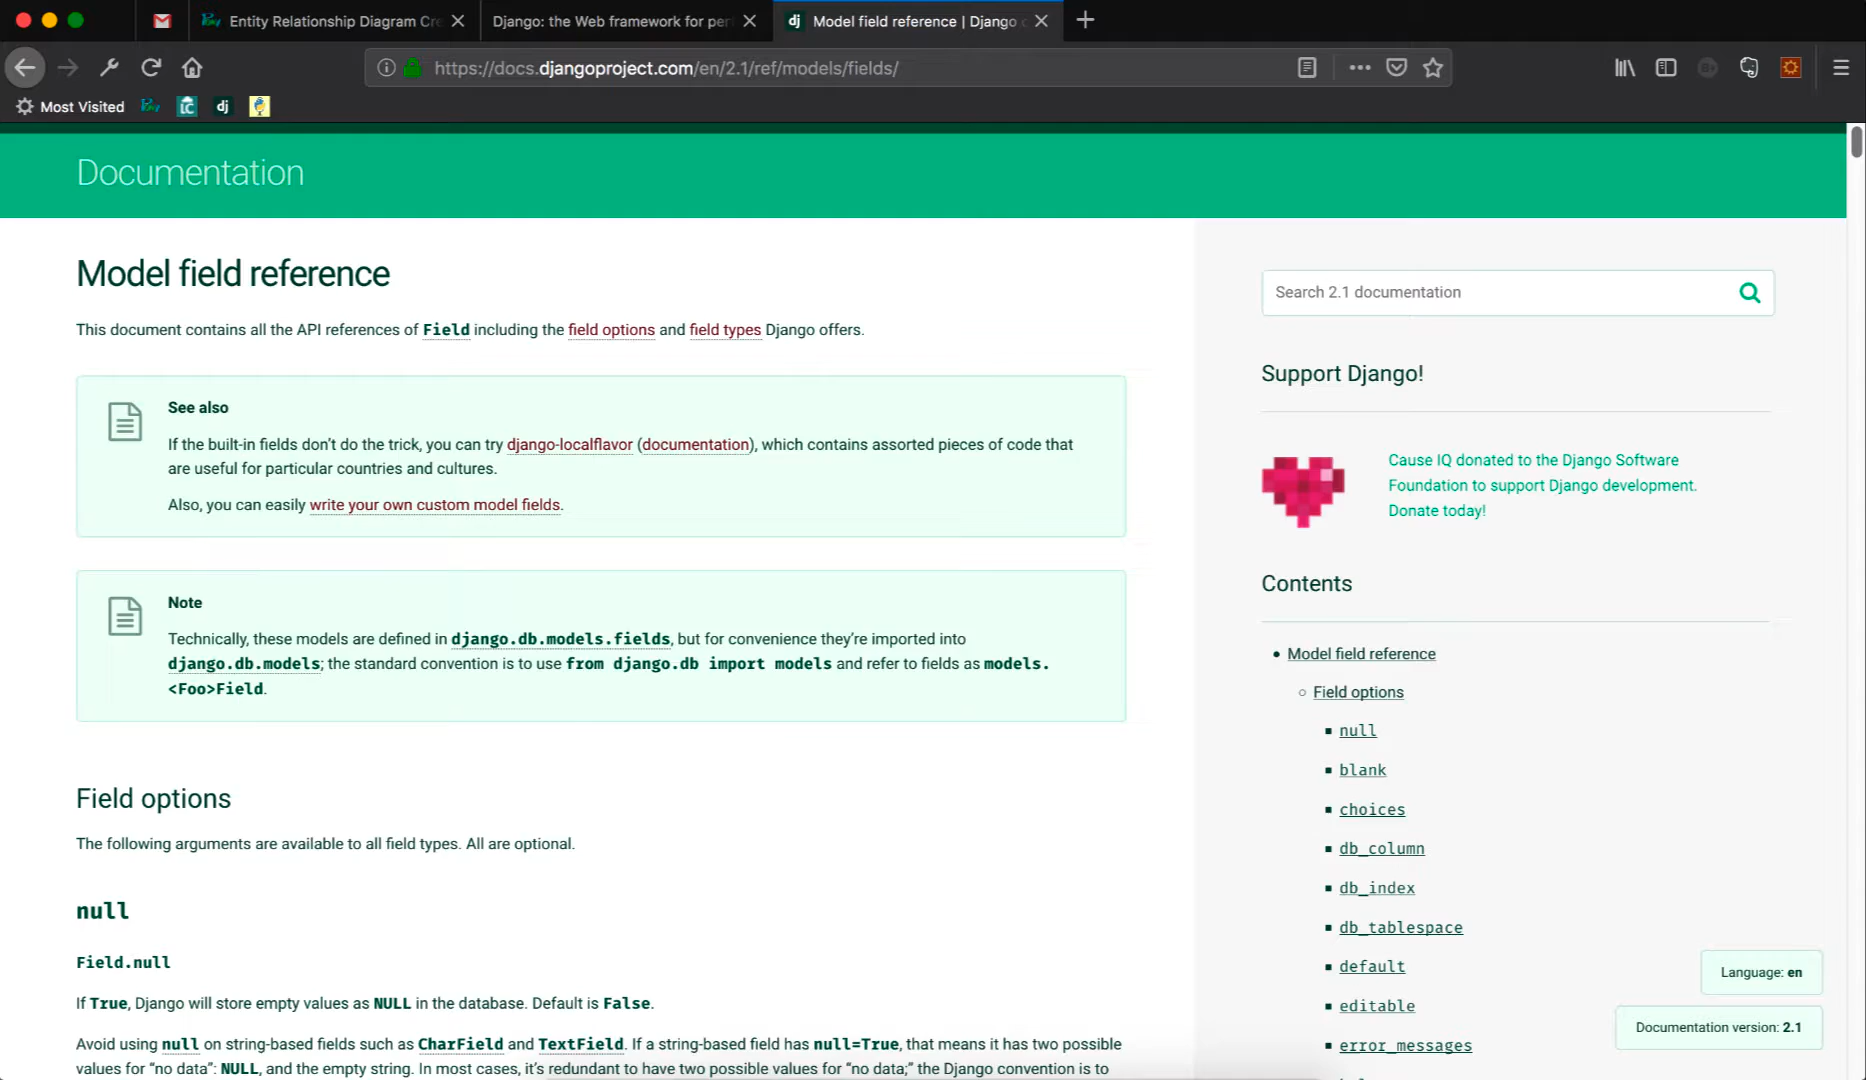 Entity Relationship Diagram Cre
Django: the Web framework for per
dj Model field reference | Django
https://docs.djangoproject.com/en/2.1/ref/models/fields/
Most Visited
LC
dj
Documentation
Model field reference
This document contains all the API references of Field including the field options and field types Django offers.
See also
If the built-in fields don’t do the trick, you can try django-localflavor (documentation), which contains assorted pieces of code that
are useful for particular countries and cultures.
Also, you can easily write your own custom model fields.
Note
Technically, these models are defined in django.db.models.fields, but for convenience they’re imported into
django.db.models; the standard convention is to use from django.db import models and refer to fields as models.
<Foo>Field.
Field options
The following arguments are available to all field types. All are optional.
null
Field.null
If True, Django will store empty values as NULL in the database. Default is False.
Avoid using null on string-based fields such as CharField and TextField. If a string-based field has null=True, that means it has two possible
values for “no data”: NULL, and the empty string. In most cases, it’s redundant to have two possible values for “no data;” the Django convention is to
Search 2.1 documentation
Support Django!
Cause IQ donated to the Django Software
Foundation to support Django development.
Donate today!
Contents
Model field reference
Field options
null
blank
choices
db_column
db_index
db_tablespace
default
editable
error_messages
Language: en
Documentation version: 2.1